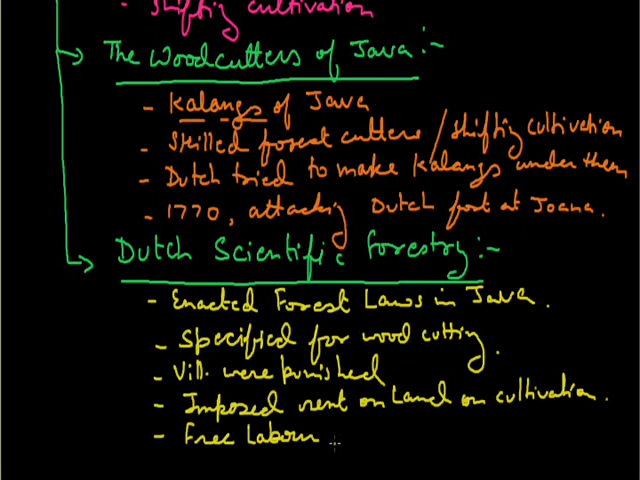 - Shifting cultivation
The Woodcutters of Java :-
- Kalangs of Java
- Skilled forest cutters / shifting cultivation
- Dutch tried to make Kalangs under them
- 1770, attacking Dutch fort at Joana.
Dutch Scientific Forestry :-
- Enacted Forest Laws in Java.
- Specified for wood cutting.
- Vill. were punished
- Imposed rent on Land on cultivation.
- Free Labour